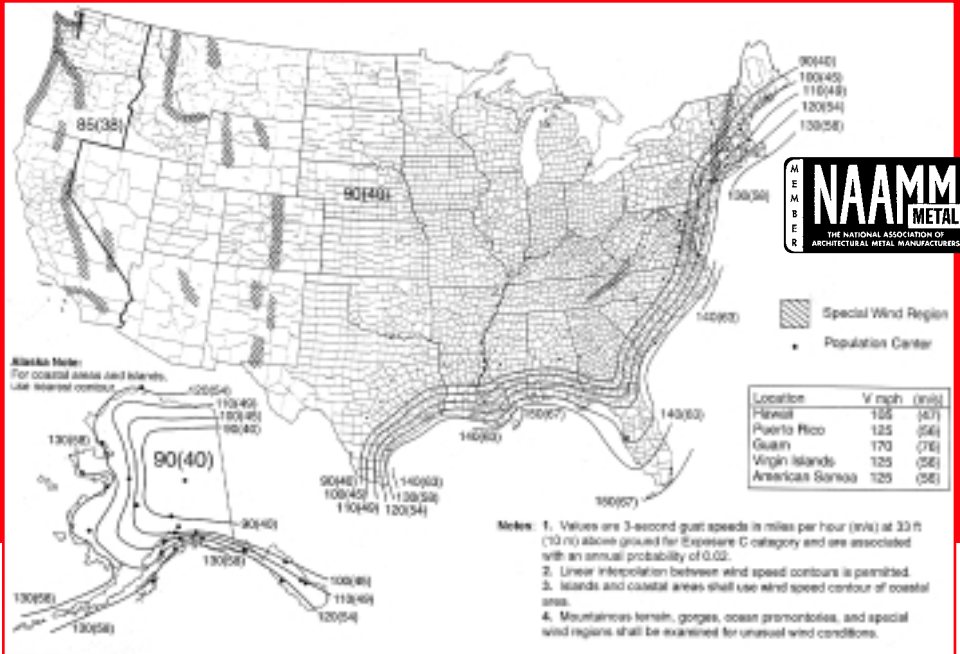 90(40)
100(45)
110(49)
120(54)
130(58)
85(38)
90(40)
MEMBER
NAAMM
METAL
THE NATIONAL ASSOCIATION OF
ARCHITECTURAL METAL MANUFACTURERS
130(58)
140(63)
Special Wind Region
Population Center
Alaska Note:
For coastal areas and islands,
use nearest contour.
120(54)
110(49)
100(45)
90(40)
130(58)
90(40)
90(40)
130(58)
100(45)
110(49)
120(54)
130(58)
130(58)
150(67)
140(63)
140(63)
90(40)
100(45)
110(49)
120(54)
130(58)
140(63)
150(67)
Location V mph (m/s)
Hawaii 105 (47)
Puerto Rico 125 (56)
Guam 170 (76)
Virgin Islands 125 (56)
American Samoa 125 (56)
Notes: 1. Values are 3-second gust speeds in miles per hour (m/s) at 33 ft
(10 m) above ground for Exposure C category and are associated
with an annual probability of 0.02.
2. Linear interpolation between wind speed contours is permitted.
3. Islands and coastal areas shall use wind speed contour of coastal
area.
4. Mountainous terrain, gorges, ocean promontories, and special
wind regions shall be examined for unusual wind conditions.